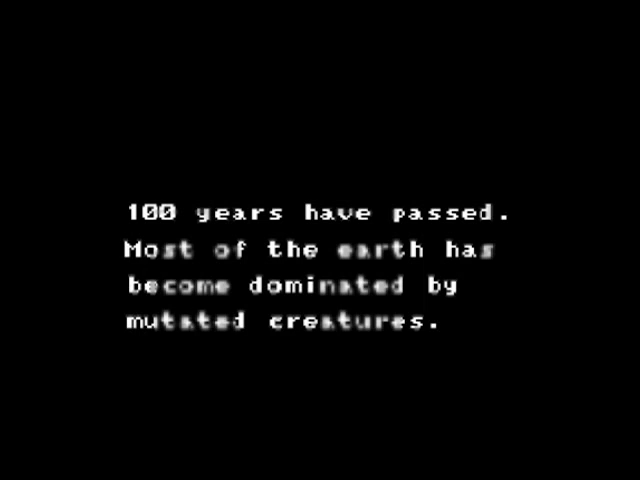 100 years have passed.
Most of the earth has
become dominated by
mutated creatures.